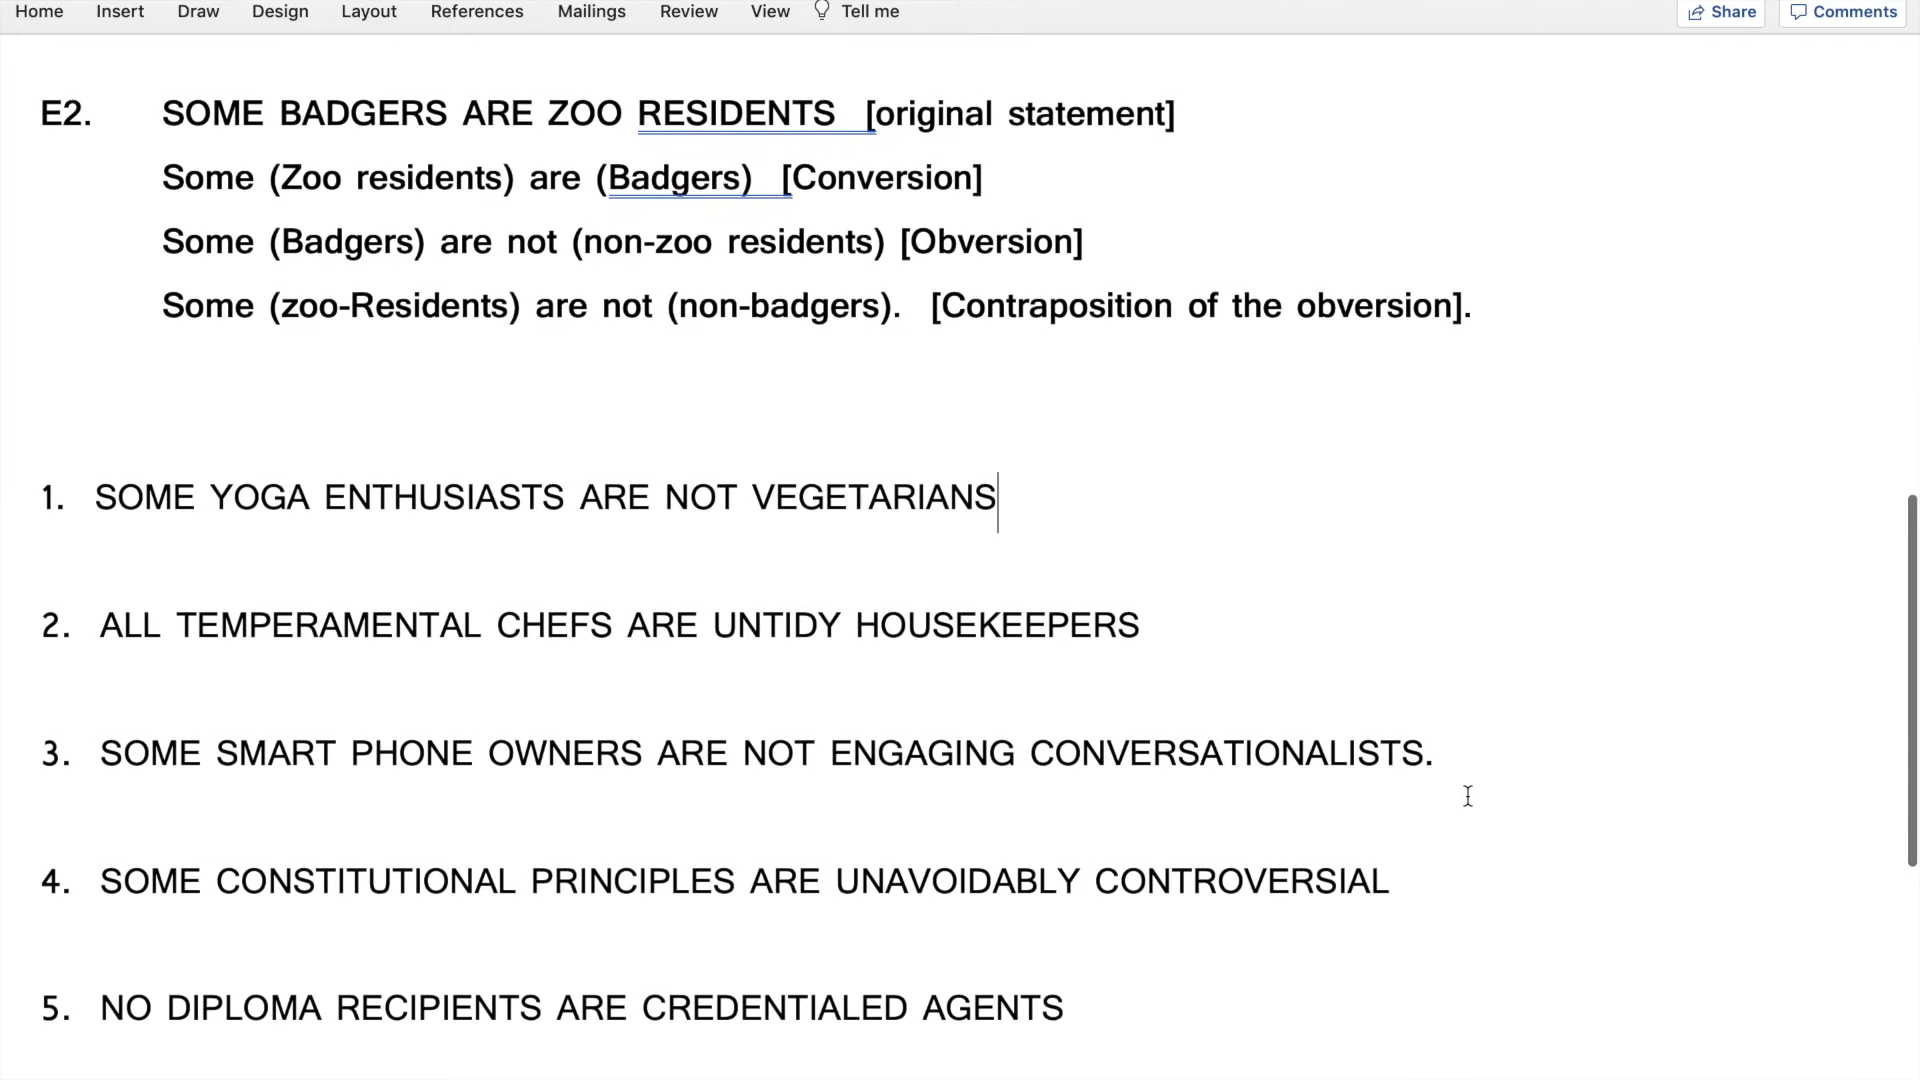 Home Insert Draw Design Layout References Mailings Review View Tell me Share Comments
E2. SOME BADGERS ARE ZOO RESIDENTS [original statement]
Some (Zoo residents) are (Badgers) [Conversion]
Some (Badgers) are not (non-zoo residents) [Obversion]
Some (zoo-Residents) are not (non-badgers). [Contraposition of the obversion].
1. SOME YOGA ENTHUSIASTS ARE NOT VEGETARIANS
2. ALL TEMPERAMENTAL CHEFS ARE UNTIDY HOUSEKEEPERS
3. SOME SMART PHONE OWNERS ARE NOT ENGAGING CONVERSATIONALISTS.
4. SOME CONSTITUTIONAL PRINCIPLES ARE UNAVOIDABLY CONTROVERSIAL
5. NO DIPLOMA RECIPIENTS ARE CREDENTIALED AGENTS